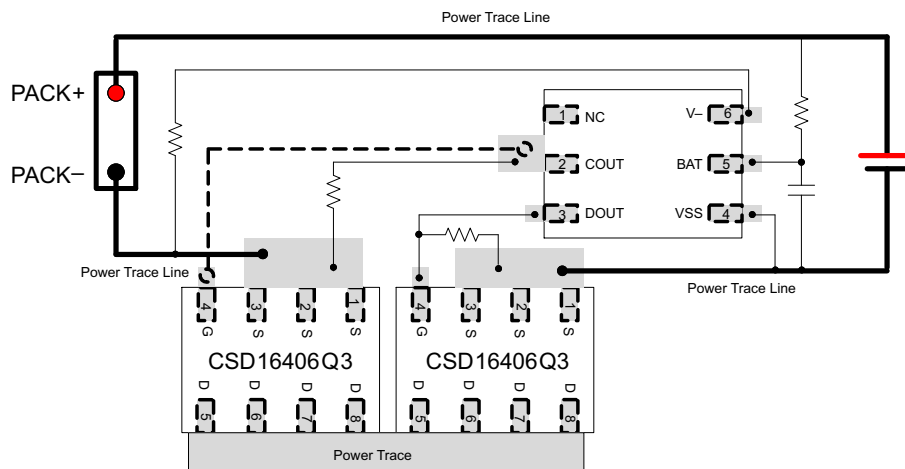 Power Trace Line
PACK+
PACK–
1 NC
V– 6
2 COUT
BAT 5
3 DOUT
VSS 4
Power Trace Line
Power Trace Line
4 3 2 1
G S S S
CSD16406Q3
D D D D
5 6 7 8
4 3 2 1
G S S S
CSD16406Q3
D D D D
5 6 7 8
Power Trace